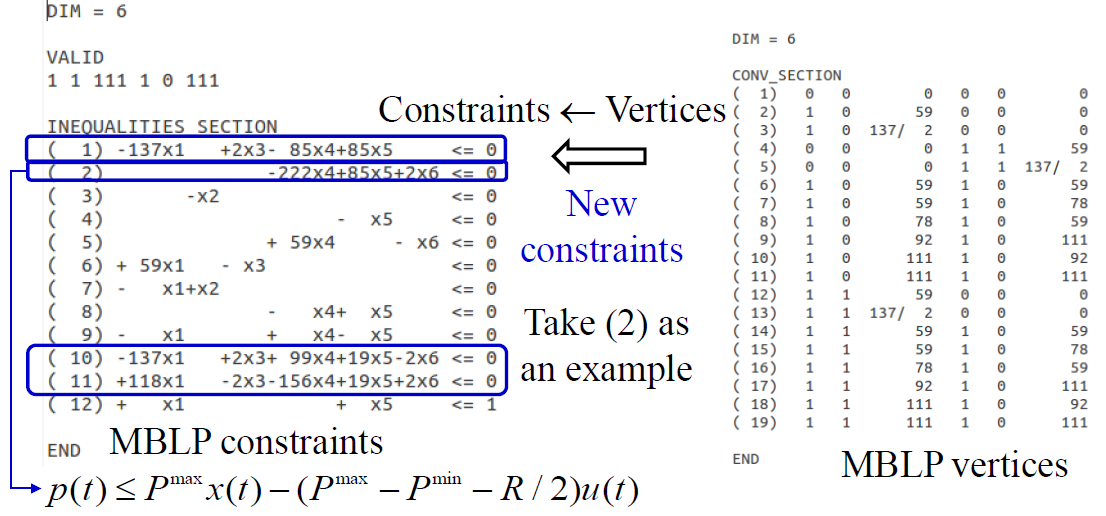 DIM = 6
VALID
1 1 111 1 0 111
INEQUALITIES_SECTION
( 1) -137x1 +2x3- 85x4+85x5 <= 0
( 2) -222x4+85x5+2x6 <= 0
( 3) -x2 <= 0
( 4) - x5 <= 0
( 5) + 59x4 - x6 <= 0
( 6) + 59x1 - x3 <= 0
( 7) - x1+x2 <= 0
( 8) - x4+ x5 <= 0
( 9) - x1 + x4- x5 <= 0
( 10) -137x1 +2x3+ 99x4+19x5-2x6 <= 0
( 11) +118x1 -2x3-156x4+19x5+2x6 <= 0
( 12) + x1 + x5 <= 1
END
MBLP constraints
p(t) ≤ P^max x(t) − (P^max − P^min − R / 2)u(t)
Constraints ← Vertices
New
constraints
Take (2) as
an example
DIM = 6
CONV_SECTION
( 1) 0 0 0 0 0 0
( 2) 1 0 59 0 0 0
( 3) 1 0 137/ 2 0 0 0
( 4) 0 0 0 1 1 59
( 5) 0 0 0 1 1 137/ 2
( 6) 1 0 59 1 0 59
( 7) 1 0 59 1 0 78
( 8) 1 0 78 1 0 59
( 9) 1 0 92 1 0 111
( 10) 1 0 111 1 0 92
( 11) 1 0 111 1 0 111
( 12) 1 1 59 0 0 0
( 13) 1 1 137/ 2 0 0 0
( 14) 1 1 59 1 0 59
( 15) 1 1 59 1 0 78
( 16) 1 1 78 1 0 59
( 17) 1 1 92 1 0 111
( 18) 1 1 111 1 0 92
( 19) 1 1 111 1 0 111
END
MBLP vertices